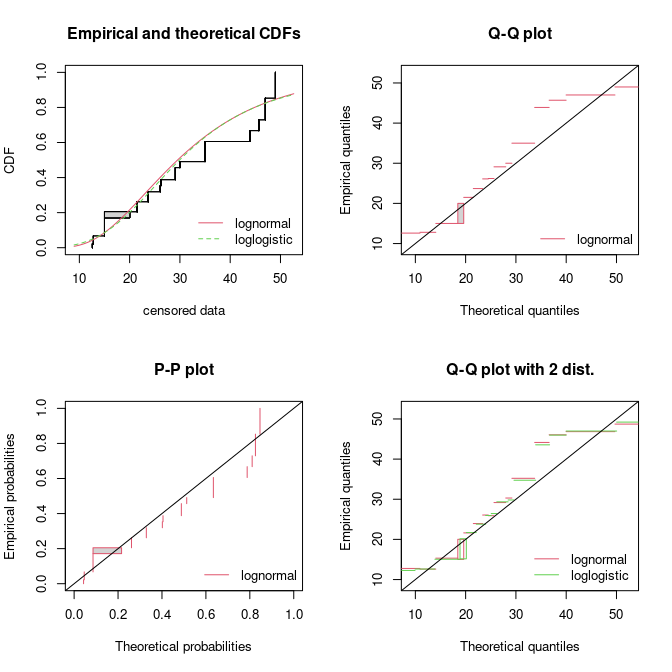 Empirical and theoretical CDFs
CDF
1.0
0.8
0.6
0.4
0.2
0.0
lognormal
loglogistic
10 20 30 40 50
censored data
Q-Q plot
Empirical quantiles
50
40
30
20
10
lognormal
10 20 30 40 50
Theoretical quantiles
P-P plot
Empirical probabilities
1.0
0.8
0.6
0.4
0.2
0.0
lognormal
0.0 0.2 0.4 0.6 0.8 1.0
Theoretical probabilities
Q-Q plot with 2 dist.
Empirical quantiles
50
40
30
20
10
lognormal
loglogistic
10 20 30 40 50
Theoretical quantiles